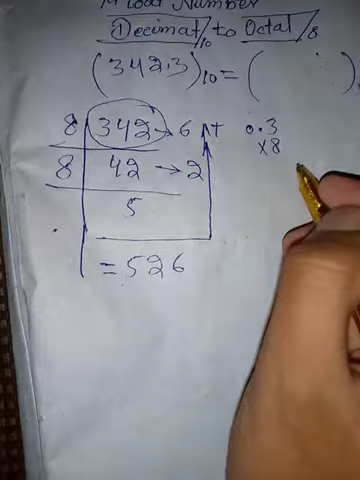 Number
① Decimal/10 to Octal/8
(342.3)10 = ( )
8 342 → 6 + 0.3
8 42 → 2 ×8
5
= 526